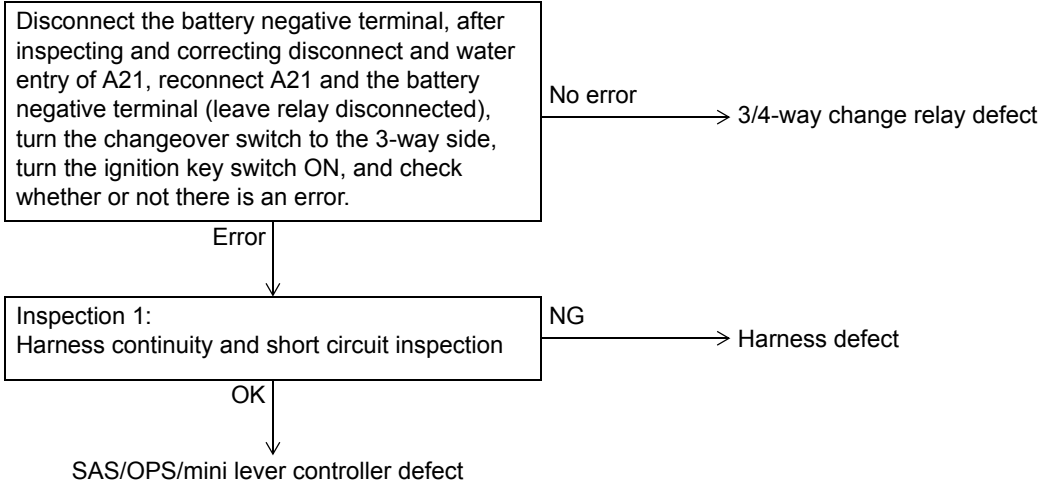 Disconnect the battery negative terminal, after
inspecting and correcting disconnect and water
entry of A21, reconnect A21 and the battery
negative terminal (leave relay disconnected),
turn the changeover switch to the 3-way side,
turn the ignition key switch ON, and check
whether or not there is an error.
No error
3/4-way change relay defect
Error
Inspection 1:
Harness continuity and short circuit inspection
NG
Harness defect
OK
SAS/OPS/mini lever controller defect